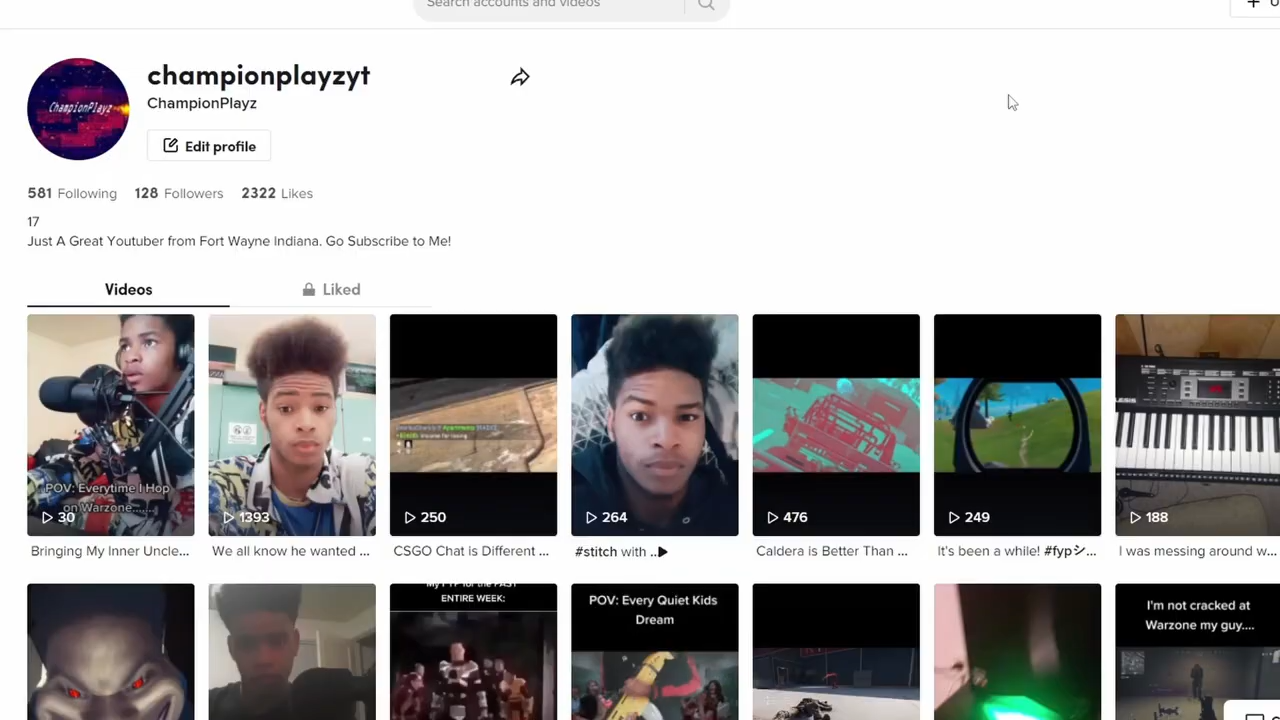 Search accounts and videos
championplayzyt
ChampionPlayz
ChampionPlayz
Edit profile
581 Following 128 Followers 2322 Likes
17
Just A Great Youtuber from Fort Wayne Indiana. Go Subscribe to Me!
Videos
Liked
POV: Everytime I Hop
on Warzone.......
30
1393
250
264
476
249
188
Bringing My Inner Uncle...
We all know he wanted ...
CSGO Chat is Different ...
#stitch with ..
Caldera is Better Than ...
It's been a while! #fypシ...
I was messing around w...
My FYP for the PAST
ENTIRE WEEK:
POV: Every Quiet Kids
Dream
I'm not cracked at
Warzone my guy....